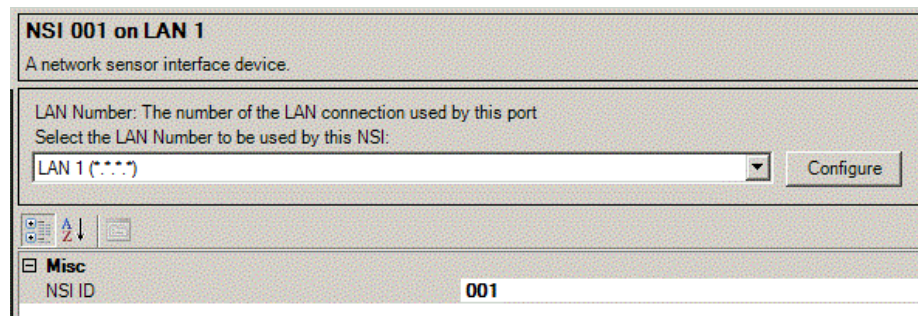 NSI 001 on LAN 1
A network sensor interface device.
LAN Number: The number of the LAN connection used by this port
Select the LAN Number to be used by this NSI:
LAN 1 (*.*.*.*)
Configure
Misc
NSI ID 001